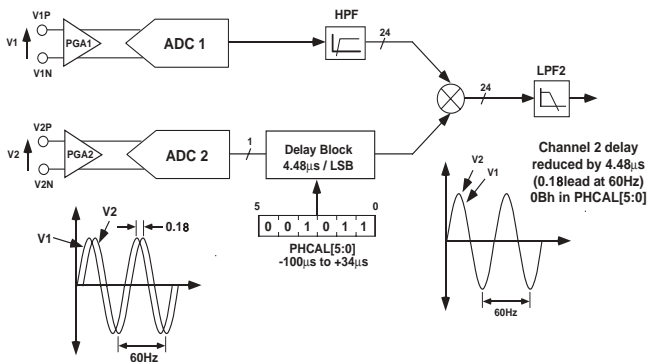 HPF
V1P
V1
V1N
PGA1
ADC 1
24
24
LPF2
V2P
V2
V2N
PGA2
ADC 2
1
Delay Block
4.48µs / LSB
Channel 2 delay
reduced by 4.48µs
(0.18lead at 60Hz)
0Bh in PHCAL[5:0]
5 0
0 0 1 0 1 1
PHCAL[5:0]
-100µs to +34µs
V2
V1
60Hz
V2
V1
0.18
60Hz